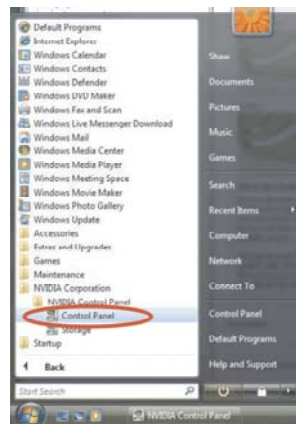 Default Programs
Internet Explorer
Windows Calendar
Windows Contacts
Windows Defender
Windows DVD Maker
Windows Fax and Scan
Windows Live Messenger Download
Windows Mail
Windows Media Center
Windows Media Player
Windows Meeting Space
Windows Movie Maker
Windows Photo Gallery
Windows Update
Accessories
Extras and Upgrades
Games
Maintenance
NVIDIA Corporation
NVIDIA Control Panel
Control Panel
Storage
Startup
Back
Start Search
Shaw
Documents
Pictures
Music
Games
Search
Recent Items
Computer
Network
Connect To
Control Panel
Default Programs
Help and Support
NVIDIA Control Panel